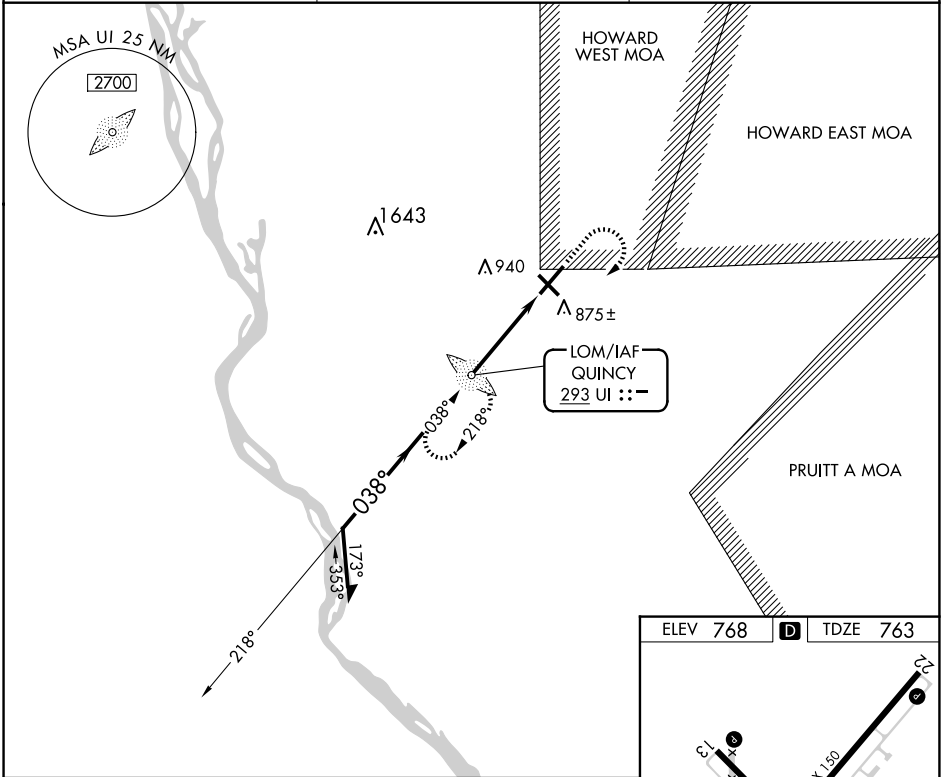 MSA UI 25 NM
2700
HOWARD
WEST MOA
HOWARD EAST MOA
1643
940
875±
LOM/IAF
QUINCY
293 UI
038°
218°
038°
173°
353°
218°
PRUITT A MOA
ELEV 768 D TDZE 763
22
P
13
P
X 150